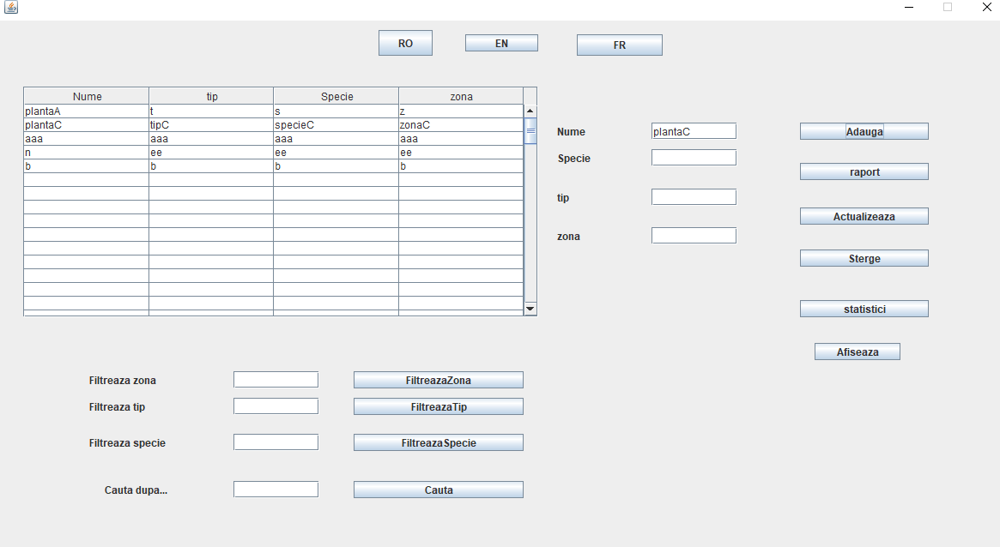 RO EN FR
Nume tip Specie zona
plantaA t s z
plantaC tipC specieC zonaC
aaa aaa aaa aaa
n ee ee ee
b b b b
Nume plantaC Adauga
Specie
raport
tip
Actualizeaza
zona
Sterge
statistici
Afiseaza
Filtreaza zona FiltreazaZona
Filtreaza tip FiltreazaTip
Filtreaza specie FiltreazaSpecie
Cauta dupa... Cauta